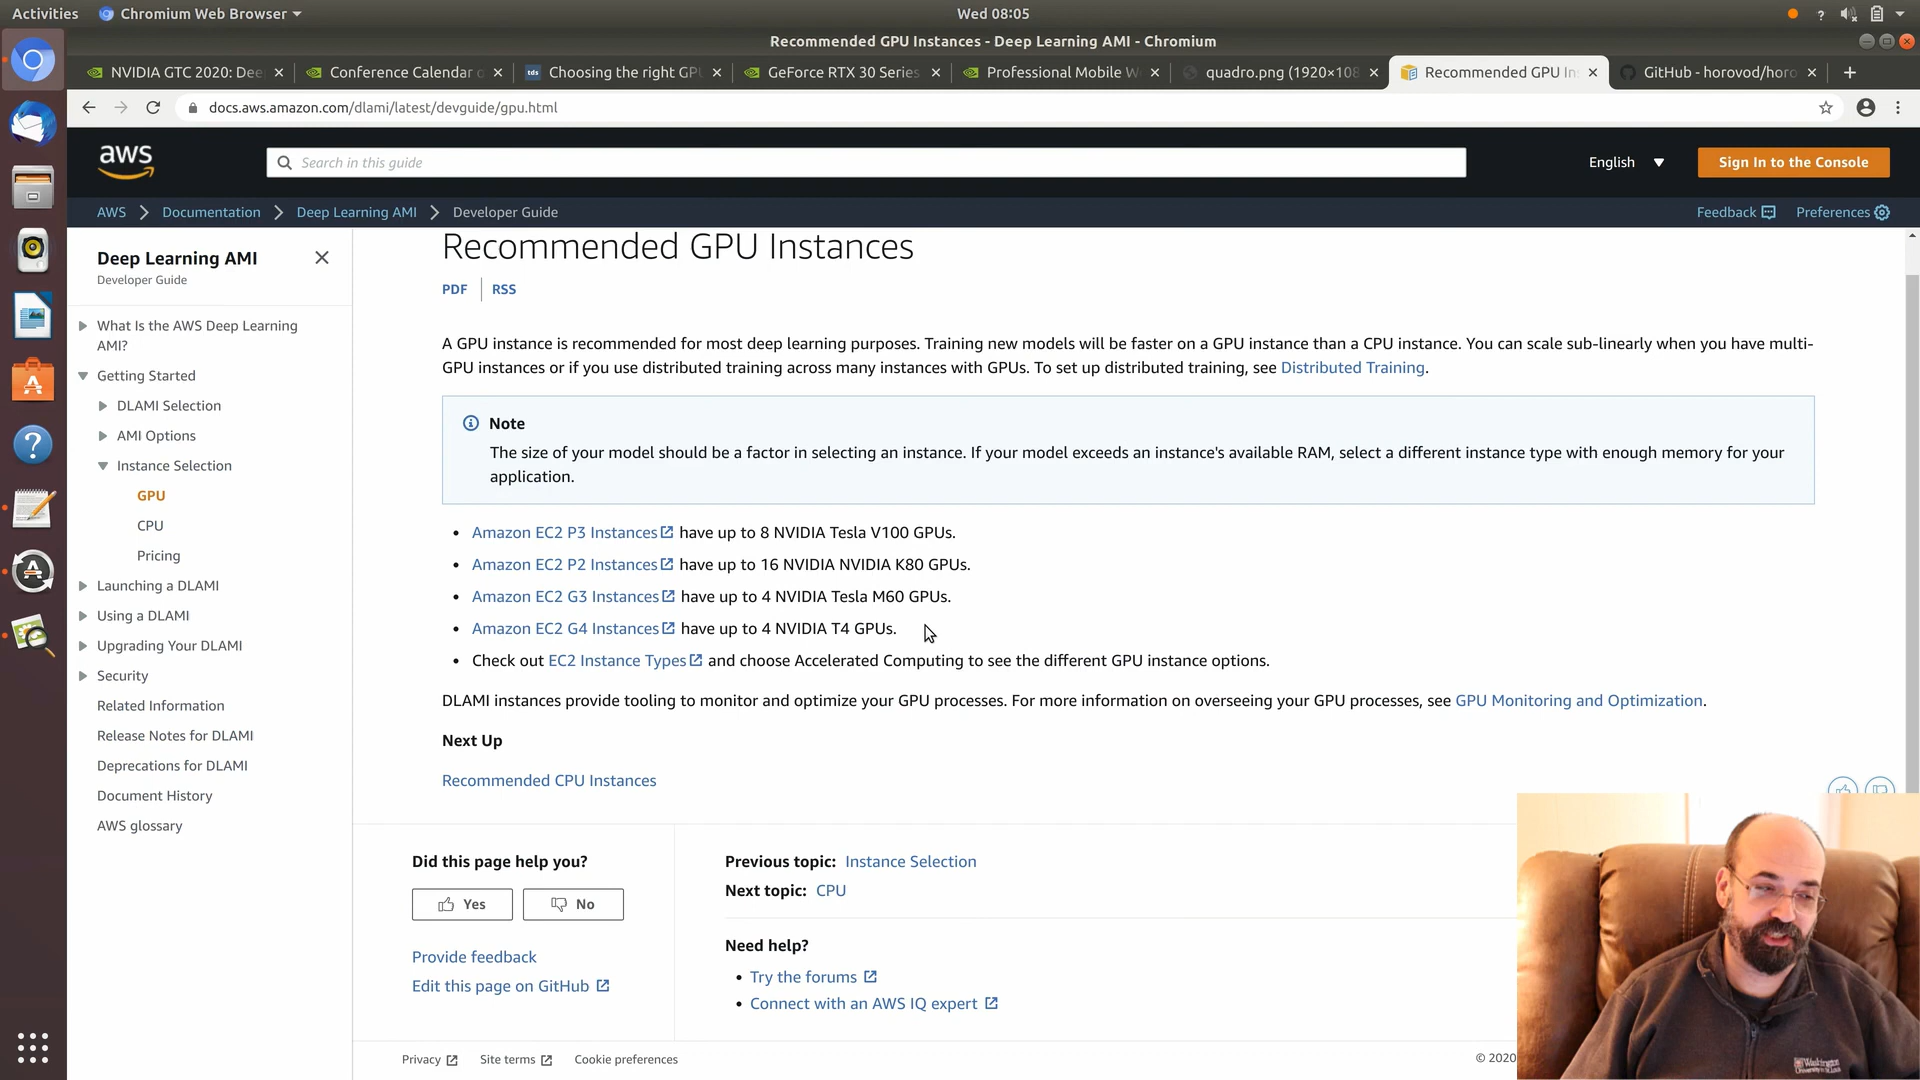 Activities
Chromium Web Browser
Wed 08:05
?
Recommended GPU Instances - Deep Learning AMI - Chromium
NVIDIA GTC 2020: Dee
Conference Calendar o
tds Choosing the right GP
GeForce RTX 30 Series
Professional Mobile W
quadro.png (1920×108
Recommended GPU In
GitHub - horovod/horo
docs.aws.amazon.com/dlami/latest/devguide/gpu.html
aws
Search in this guide
English
Sign In to the Console
AWS
Documentation
Deep Learning AMI
Developer Guide
Feedback
Preferences
Deep Learning AMI
Developer Guide
What Is the AWS Deep Learning
AMI?
Getting Started
DLAMI Selection
AMI Options
Instance Selection
GPU
CPU
Pricing
Launching a DLAMI
Using a DLAMI
Upgrading Your DLAMI
Security
Related Information
Release Notes for DLAMI
Deprecations for DLAMI
Document History
AWS glossary
Recommended GPU Instances
PDF
RSS
A GPU instance is recommended for most deep learning purposes. Training new models will be faster on a GPU instance than a CPU instance. You can scale sub-linearly when you have multi-
GPU instances or if you use distributed training across many instances with GPUs. To set up distributed training, see Distributed Training.
Note
The size of your model should be a factor in selecting an instance. If your model exceeds an instance's available RAM, select a different instance type with enough memory for your
application.
• Amazon EC2 P3 Instances have up to 8 NVIDIA Tesla V100 GPUs.
• Amazon EC2 P2 Instances have up to 16 NVIDIA NVIDIA K80 GPUs.
• Amazon EC2 G3 Instances have up to 4 NVIDIA Tesla M60 GPUs.
• Amazon EC2 G4 Instances have up to 4 NVIDIA T4 GPUs.
• Check out EC2 Instance Types and choose Accelerated Computing to see the different GPU instance options.
DLAMI instances provide tooling to monitor and optimize your GPU processes. For more information on overseeing your GPU processes, see GPU Monitoring and Optimization.
Next Up
Recommended CPU Instances
Did this page help you?
Yes
No
Provide feedback
Edit this page on GitHub
Previous topic: Instance Selection
Next topic: CPU
Need help?
• Try the forums
• Connect with an AWS IQ expert
Privacy
Site terms
Cookie preferences
© 2020
Washington